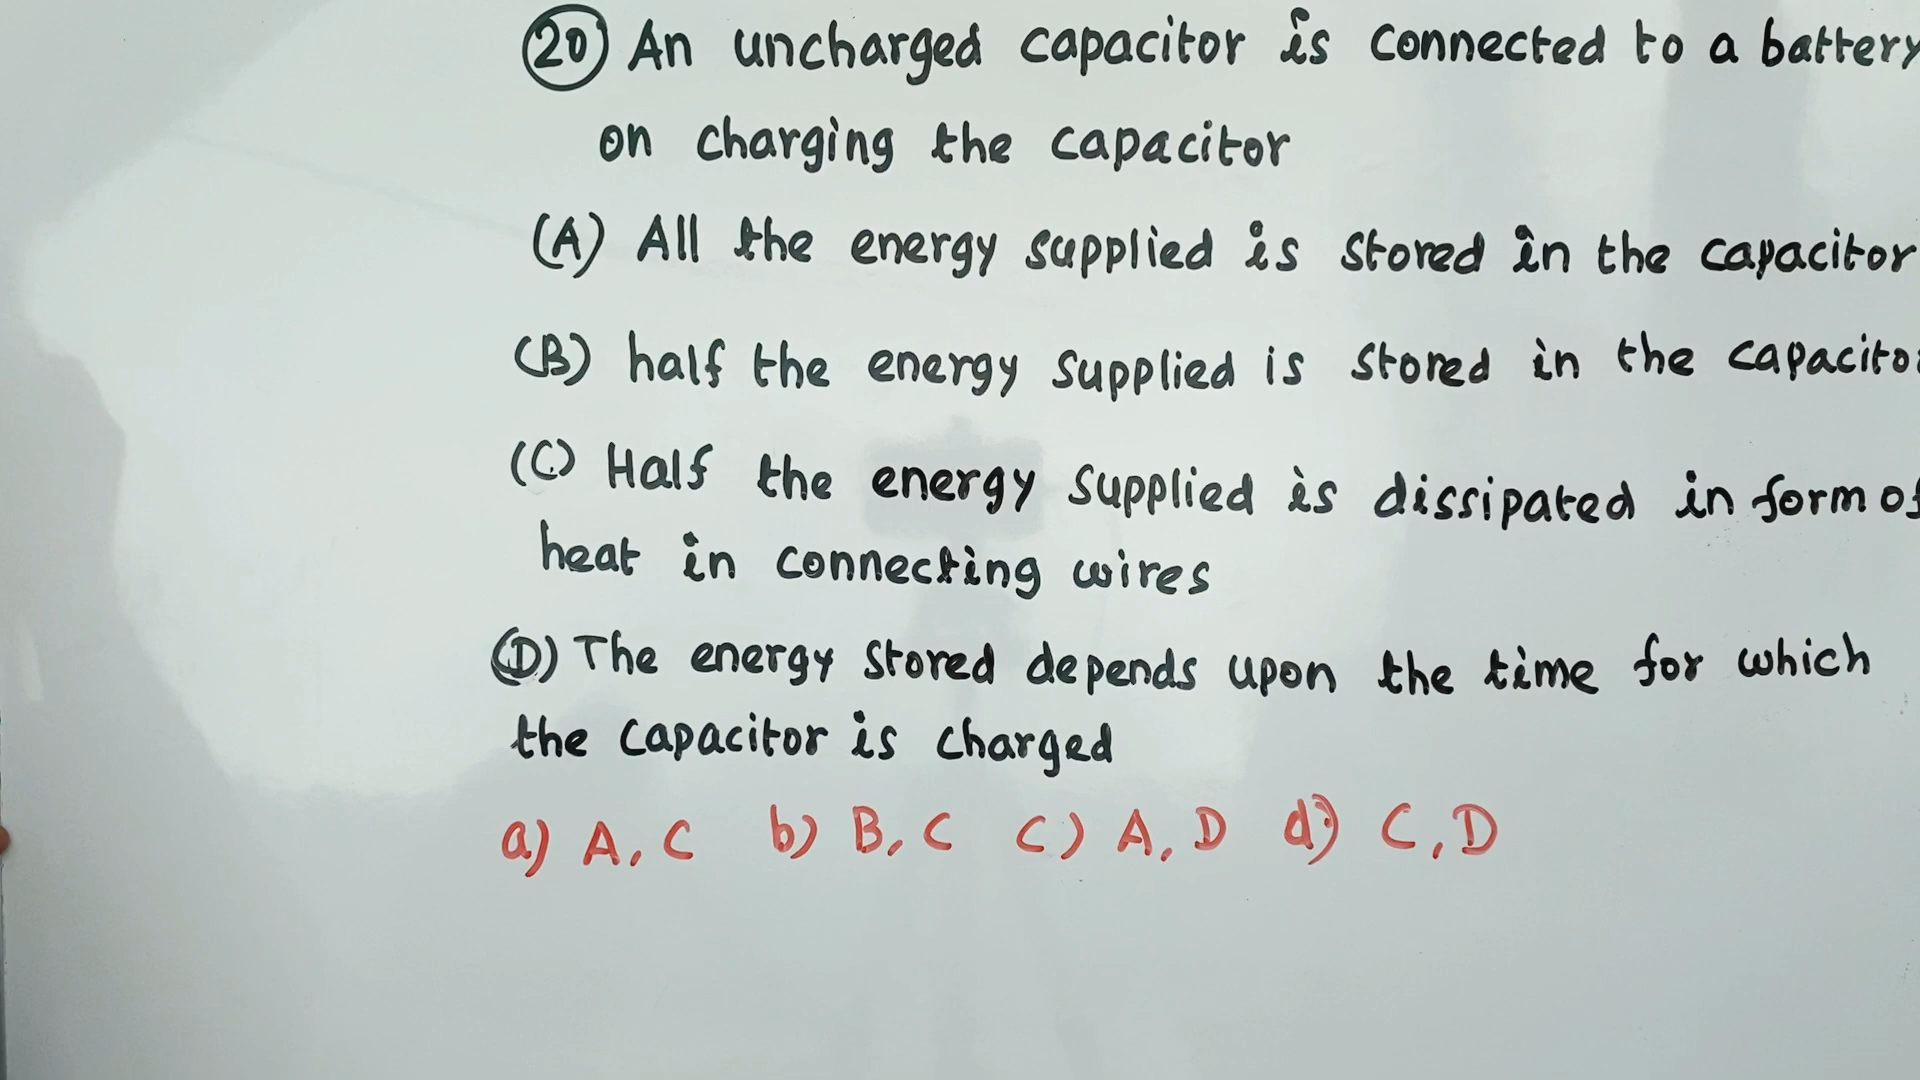 20 An uncharged capacitor is connected to a battery
on charging the capacitor
(A) All the energy supplied is stored in the capacitor
(B) half the energy supplied is stored in the capacitor
(C) Half the energy supplied is dissipated in form of
heat in connecting wires
(D) The energy stored depends upon the time for which
the capacitor is charged
a) A, C b) B, C c) A, D d) C, D